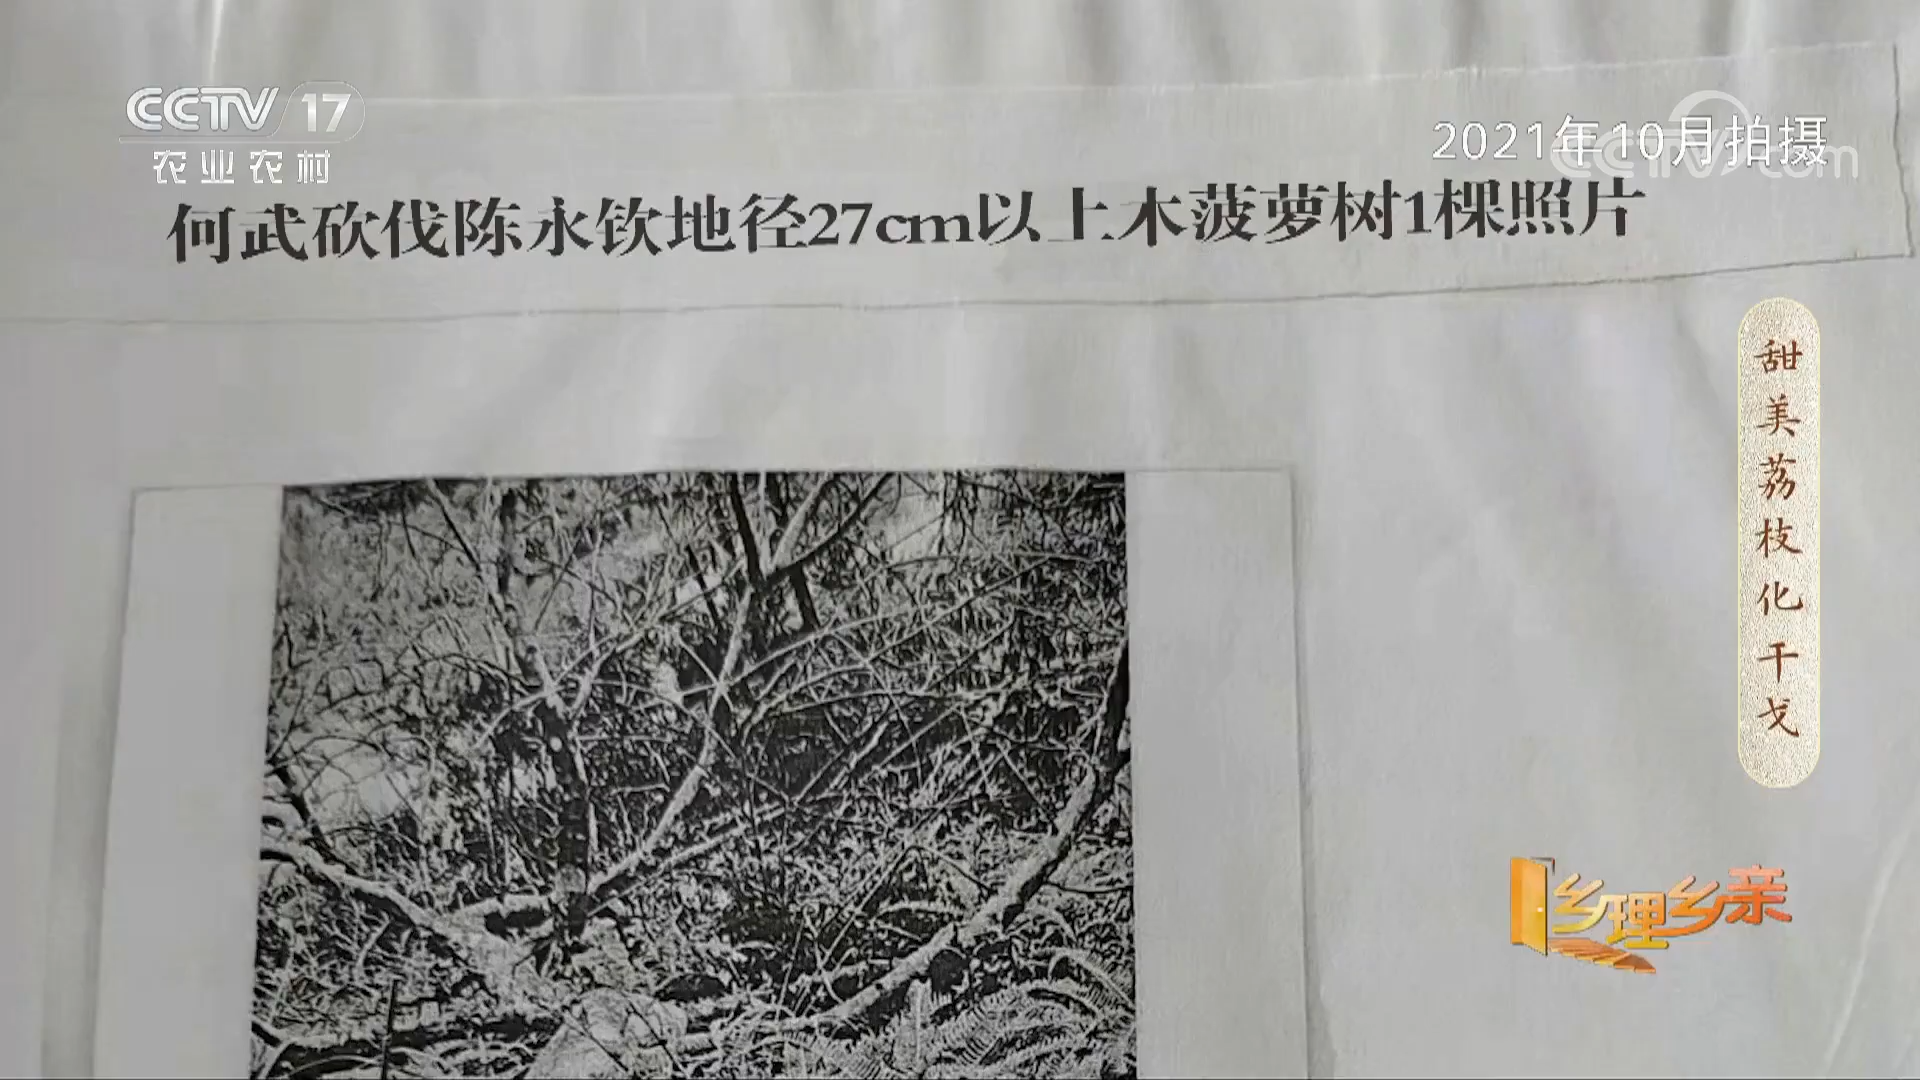 CCTV 17
农业农村
2021年10月拍摄
CCTV.com
何武砍伐陈永钦地径27cm以上木菠萝树1棵照片
甜美荔枝化干戈
乡理乡亲